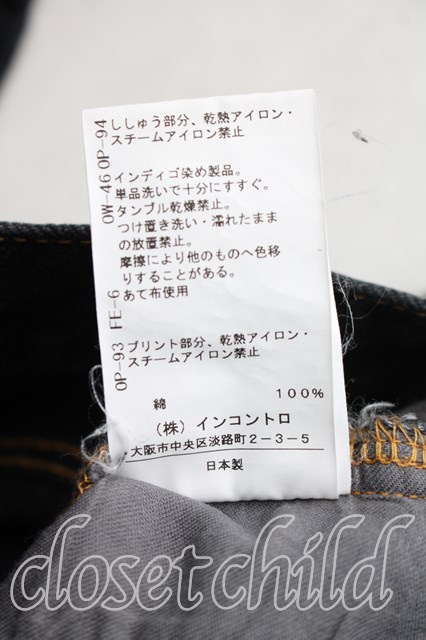 OP-94
ししゅう部分、乾熱アイロン・
スチームアイロン禁止
OW-46
インディゴ染め製品。
単品洗いで十分にすすぐ。
タンブル乾燥禁止。
つけ置き洗い・濡れたまま
の放置禁止。
摩擦により他のものへ色移
りすることがある。
FE-6
あて布使用
OP-93
プリント部分、乾熱アイロン・
スチームアイロン禁止
綿 100%
(株) インコントロ
大阪市中央区淡路町2-3-5
日本製
closet child